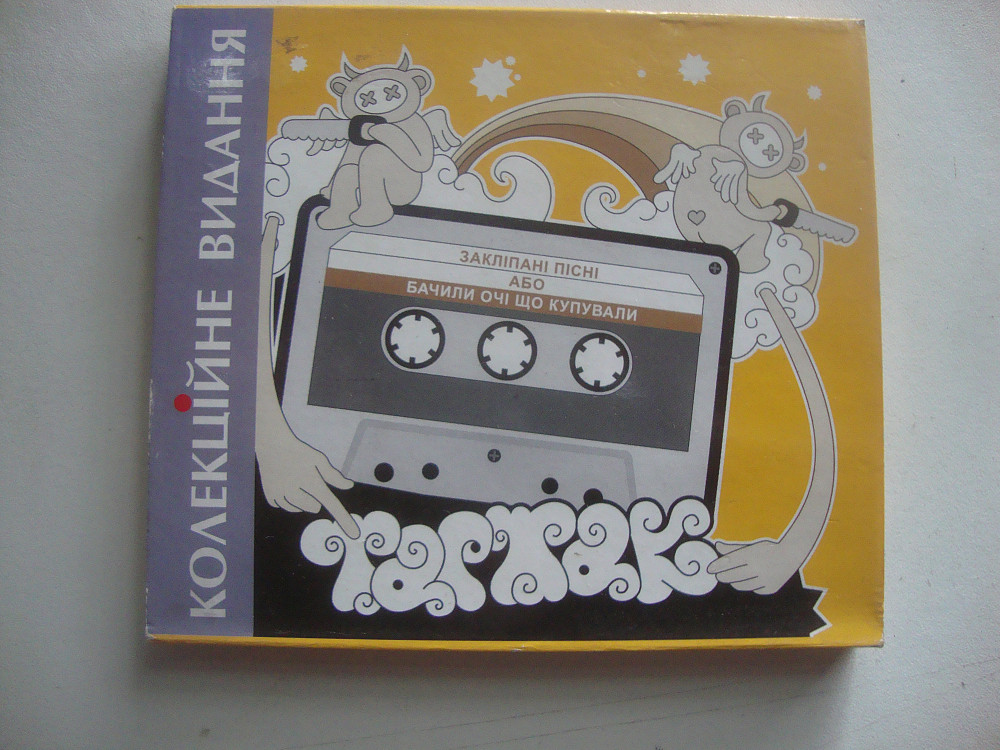 КОЛЕКЦІЙНЕ ВИДАННЯ
ЗАКЛІПАНІ ПІСНІ
АБО
БАЧИЛИ ОЧІ ЩО КУПУВАЛИ
ТАРТАК